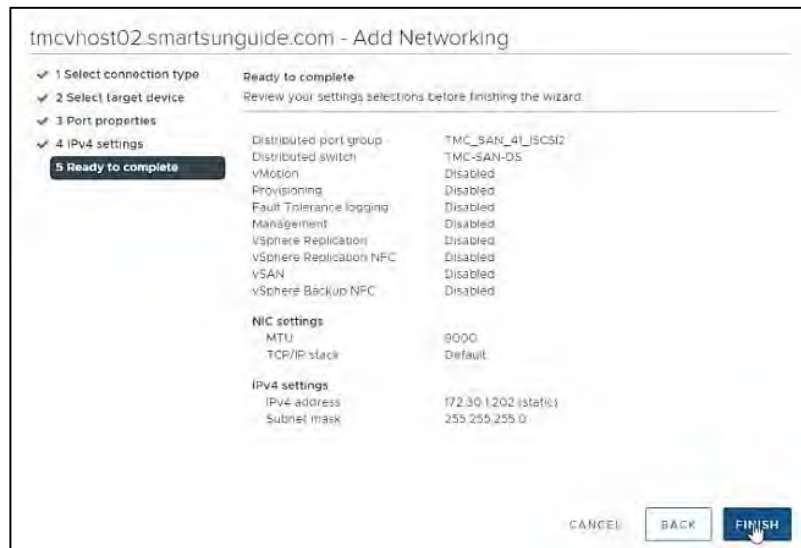 tmcvhost02.smartsunguide.com - Add Networking
1 Select connection type
2 Select target device
3 Port properties
4 IPv4 settings
5 Ready to complete
Ready to complete
Review your settings selections before finishing the wizard.
Distributed port group TMC_SAN_41_ISCSI2
Distributed switch TMC-SAN-DS
vMotion Disabled
Provisioning Disabled
Fault Tolerance logging Disabled
Management Disabled
vSphere Replication Disabled
vSphere Replication NFC Disabled
vSAN Disabled
vSphere Backup NFC Disabled
NIC settings
MTU 9000
TCP/IP stack Default
IPv4 settings
IPv4 address 172.30.1.202 (static)
Subnet mask 255.255.255.0
CANCEL BACK FINISH